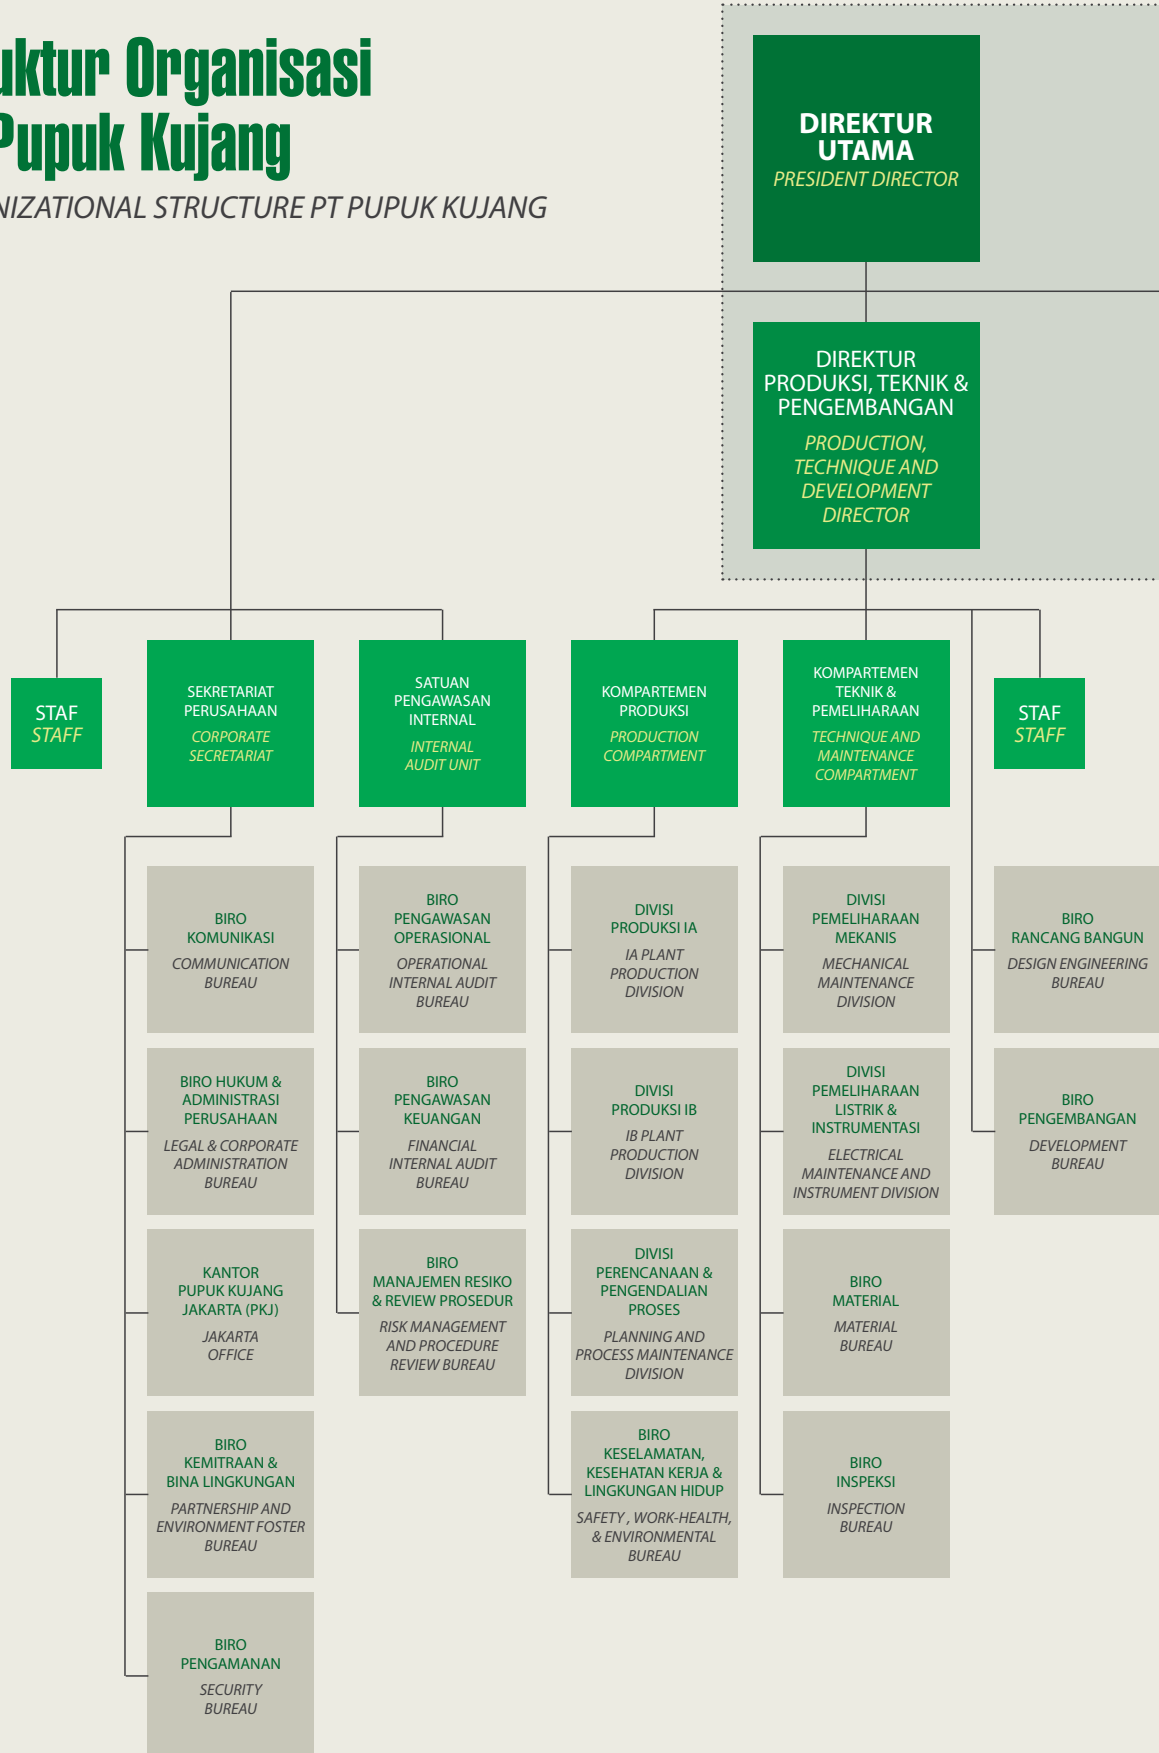 uktur Organisasi
Pupuk Kujang
NIZATIONAL STRUCTURE PT PUPUK KUJANG
DIREKTUR
UTAMA
PRESIDENT DIRECTOR
DIREKTUR
PRODUKSI, TEKNIK &
PENGEMBANGAN
PRODUCTION,
TECHNIQUE AND
DEVELOPMENT
DIRECTOR
STAF
STAFF
SEKRETARIAT
PERUSAHAAN
CORPORATE
SECRETARIAT
SATUAN
PENGAWASAN
INTERNAL
INTERNAL
AUDIT UNIT
KOMPARTEMEN
PRODUKSI
PRODUCTION
COMPARTMENT
KOMPARTEMEN
TEKNIK &
PEMELIHARAAN
TECHNIQUE AND
MAINTENANCE
COMPARTMENT
STAF
STAFF
BIRO
KOMUNIKASI
COMMUNICATION
BUREAU
BIRO
PENGAWASAN
OPERASIONAL
OPERATIONAL
INTERNAL AUDIT
BUREAU
DIVISI
PRODUKSI IA
IA PLANT
PRODUCTION
DIVISION
DIVISI
PEMELIHARAAN
MEKANIS
MECHANICAL
MAINTENANCE
DIVISION
BIRO
RANCANG BANGUN
DESIGN ENGINEERING
BUREAU
BIRO HUKUM &
ADMINISTRASI
PERUSAHAAN
LEGAL & CORPORATE
ADMINISTRATION
BUREAU
BIRO
PENGAWASAN
KEUANGAN
FINANCIAL
INTERNAL AUDIT
BUREAU
DIVISI
PRODUKSI IB
IB PLANT
PRODUCTION
DIVISION
DIVISI
PEMELIHARAAN
LISTRIK &
INSTRUMENTASI
ELECTRICAL
MAINTENANCE AND
INSTRUMENT DIVISION
BIRO
PENGEMBANGAN
DEVELOPMENT
BUREAU
KANTOR
PUPUK KUJANG
JAKARTA (PKJ)
JAKARTA
OFFICE
BIRO
MANAJEMEN RESIKO
& REVIEW PROSEDUR
RISK MANAGEMENT
AND PROCEDURE
REVIEW BUREAU
DIVISI
PERENCANAAN &
PENGENDALIAN
PROSES
PLANNING AND
PROCESS MAINTENANCE
DIVISION
BIRO
MATERIAL
MATERIAL
BUREAU
BIRO
KEMITRAAN &
BINA LINGKUNGAN
PARTNERSHIP AND
ENVIRONMENT FOSTER
BUREAU
BIRO
KESELAMATAN,
KESEHATAN KERJA &
LINGKUNGAN HIDUP
SAFETY , WORK-HEALTH,
& ENVIRONMENTAL
BUREAU
BIRO
INSPEKSI
INSPECTION
BUREAU
BIRO
PENGAMANAN
SECURITY
BUREAU